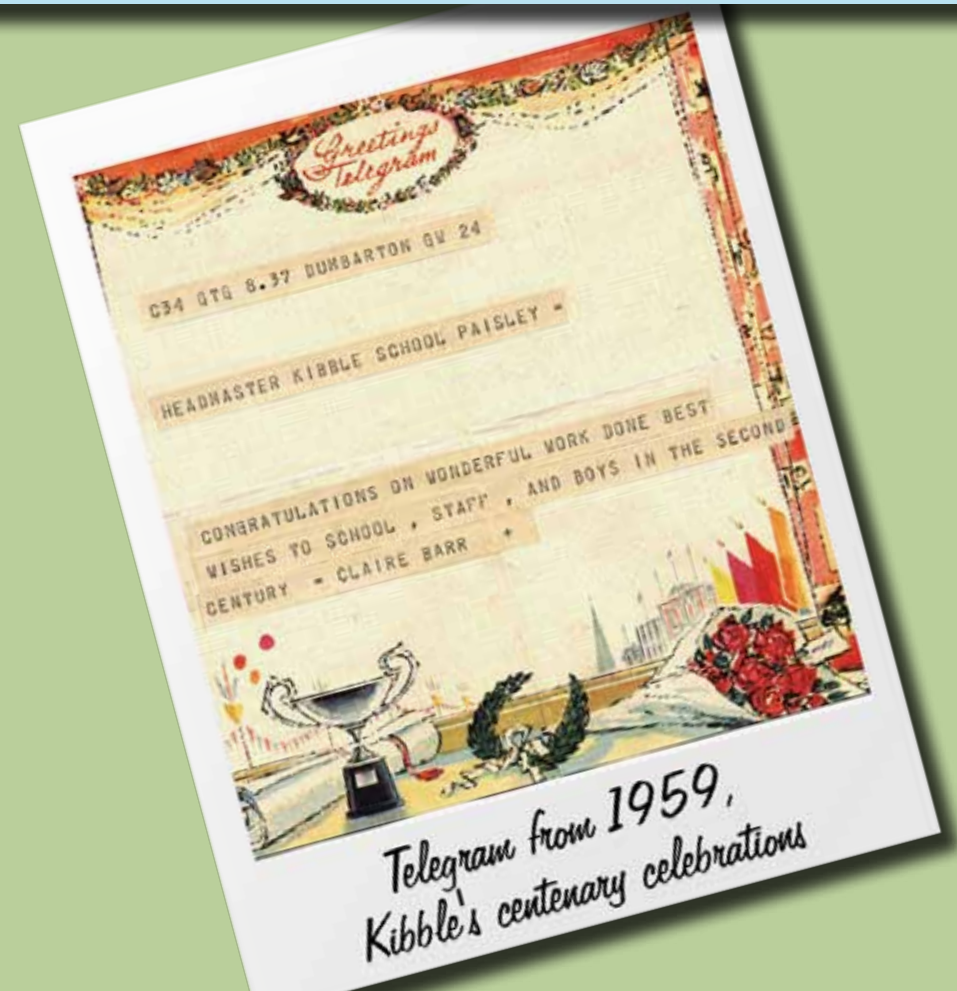 Greetings
Telegram
C34 GTG 8.37 DUMBARTON GW 24
HEADMASTER KIBBLE SCHOOL PAISLEY =
CONGRATULATIONS ON WONDERFUL WORK DONE BEST
WISHES TO SCHOOL , STAFF , AND BOYS IN THE SECOND
CENTURY = CLAIRE BARR +
Telegram from 1959,
Kibble's centenary celebrations